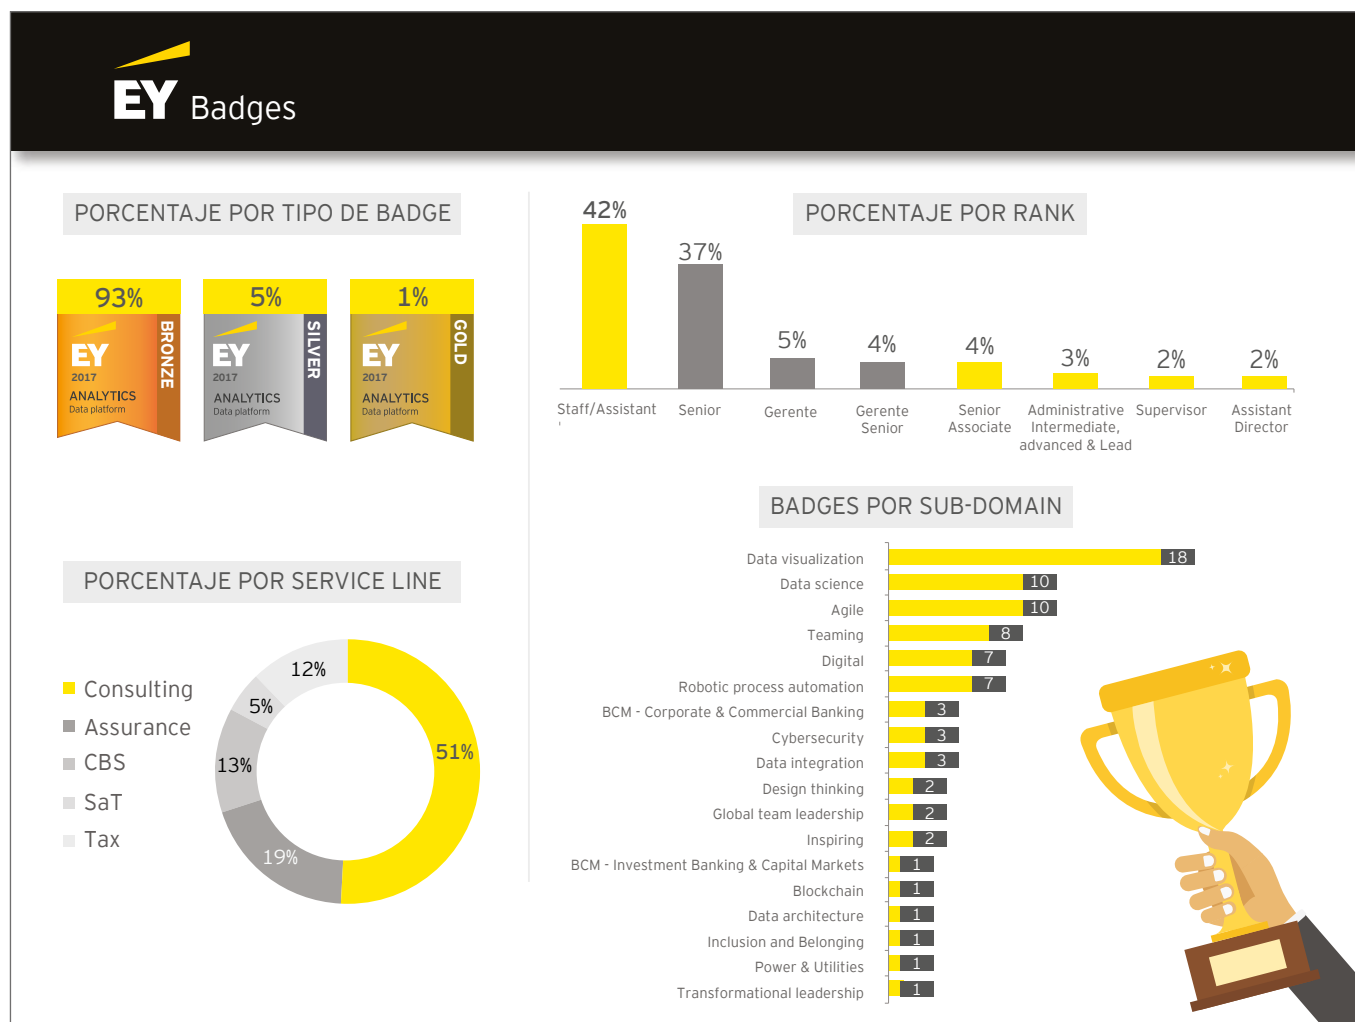 EY Badges
PORCENTAJE POR TIPO DE BADGE
93%
5%
1%
EY
2017
ANALYTICS
Data platform
BRONZE
EY
2017
ANALYTICS
Data platform
SILVER
EY
2017
ANALYTICS
Data platform
GOLD
PORCENTAJE POR SERVICE LINE
Consulting
Assurance
CBS
SaT
Tax
12%
5%
13%
19%
51%
PORCENTAJE POR RANK
42%
37%
5%
4%
4%
3%
2%
2%
Staff/Assistant
Senior
Gerente
Gerente
Senior
Senior
Associate
Administrative
Intermediate,
advanced & Lead
Supervisor
Assistant
Director
BADGES POR SUB-DOMAIN
Data visualization 18
Data science 10
Agile 10
Teaming 8
Digital 7
Robotic process automation 7
BCM - Corporate & Commercial Banking 3
Cybersecurity 3
Data integration 3
Design thinking 2
Global team leadership 2
Inspiring 2
BCM - Investment Banking & Capital Markets 1
Blockchain 1
Data architecture 1
Inclusion and Belonging 1
Power & Utilities 1
Transformational leadership 1